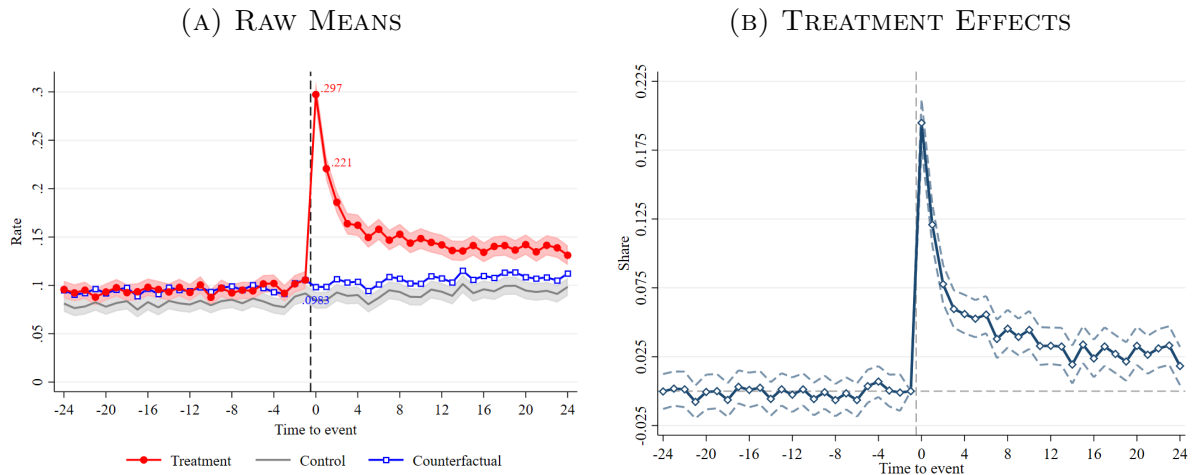 (A) Raw Means
.3
.25
.2
.15
.1
.05
0
Rate
.297
.221
.0983
-24 -20 -16 -12 -8 -4 0 4 8 12 16 20 24
Time to event
Treatment Control Counterfactual
(B) Treatment Effects
0.225
0.175
0.125
0.075
0.025
-0.025
Share
-24 -20 -16 -12 -8 -4 0 4 8 12 16 20 24
Time to event